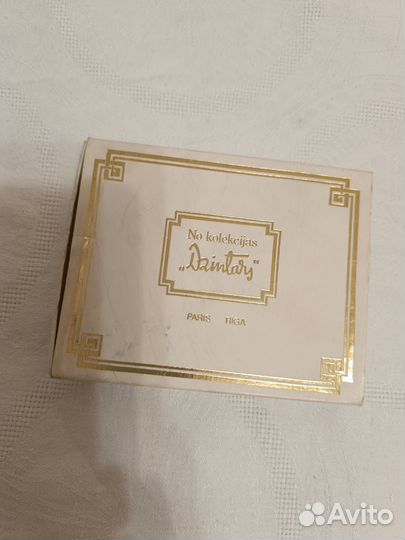 No kolekcijas
„Dzintars“
PARIS RIGA
Avito